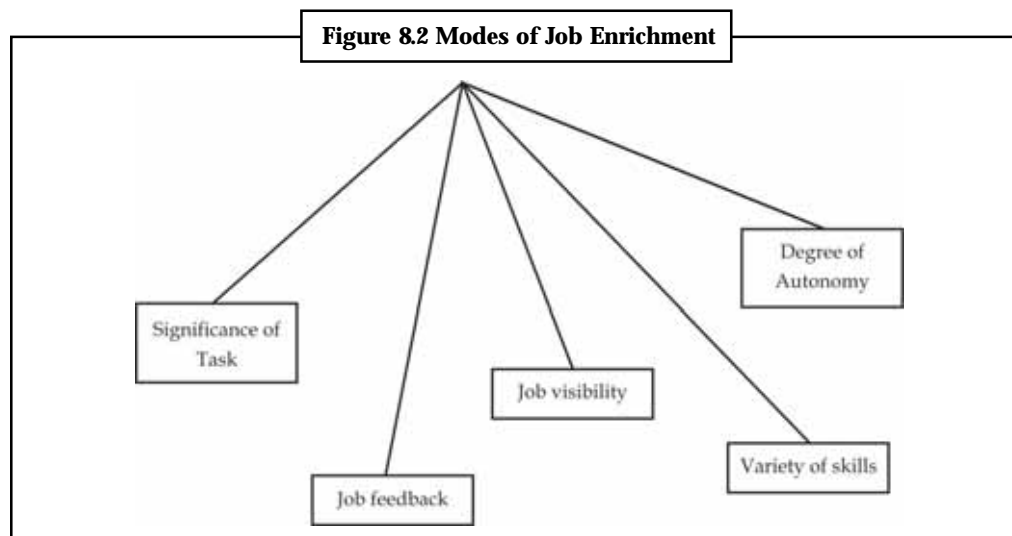 Figure 8.2 Modes of Job Enrichment
Degree of
Autonomy
Significance of
Task
Job visibility
Variety of skills
Job feedback